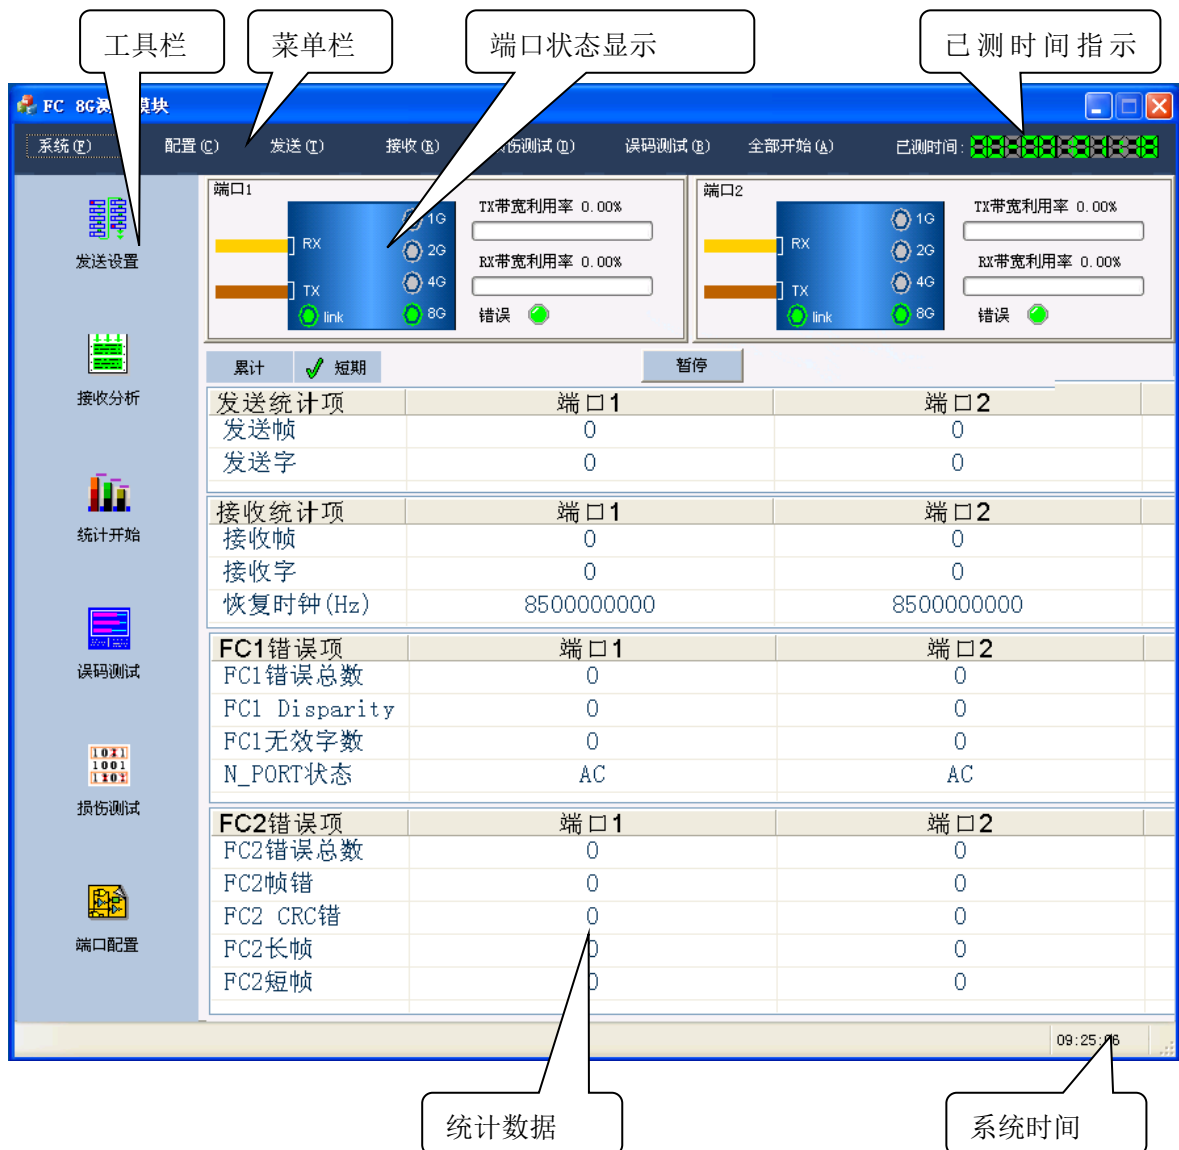 工具栏
菜单栏
端口状态显示
已测时间指示
FC 8G 模块
系统(F) 配置(C) 发送(T) 接收(R) 伤测试(D) 误码测试(B) 全部开始(A) 已测时间:
发送设置
接收分析
统计开始
误码测试
损伤测试
端口配置
端口1
RX
TX
link
1G
2G
4G
8G
TX带宽利用率 0.00%
RX带宽利用率 0.00%
错误
端口2
RX
TX
link
1G
2G
4G
8G
TX带宽利用率 0.00%
RX带宽利用率 0.00%
错误
累计 短期 暂停
发送统计项 端口1 端口2
发送帧 0 0
发送字 0 0
接收统计项 端口1 端口2
接收帧 0 0
接收字 0 0
恢复时钟(Hz) 8500000000 8500000000
FC1错误项 端口1 端口2
FC1错误总数 0 0
FC1 Disparity 0 0
FC1无效字数 0 0
N_PORT状态 AC AC
FC2错误项 端口1 端口2
FC2错误总数 0 0
FC2帧错 0 0
FC2 CRC错 0 0
FC2长帧 0 0
FC2短帧 0 0
09:25:06
统计数据
系统时间